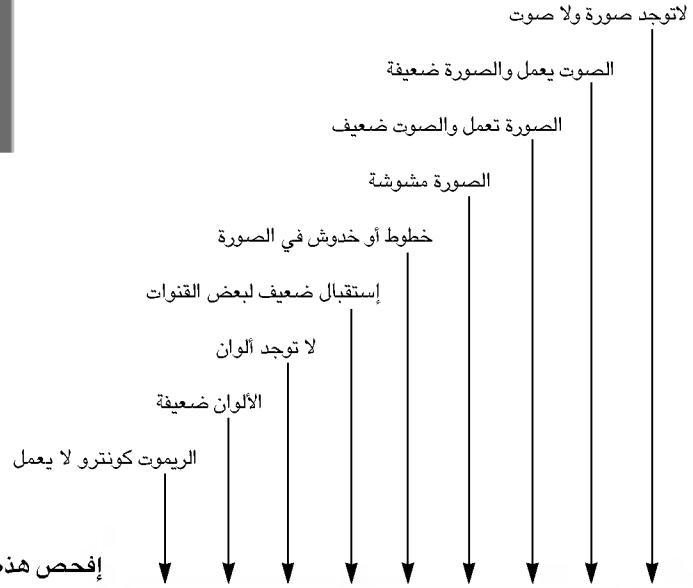 لاتوجد صورة ولا صوت
الصوت يعمل والصورة ضعيفة
الصورة تعمل والصوت ضعيف
الصورة مشوشة
خطوط أو خدوش في الصورة
إستقبال ضعيف لبعض القنوات
لا توجد ألوان
الألوان ضعيفة
الريموت كونترو لا يعمل
إفحص